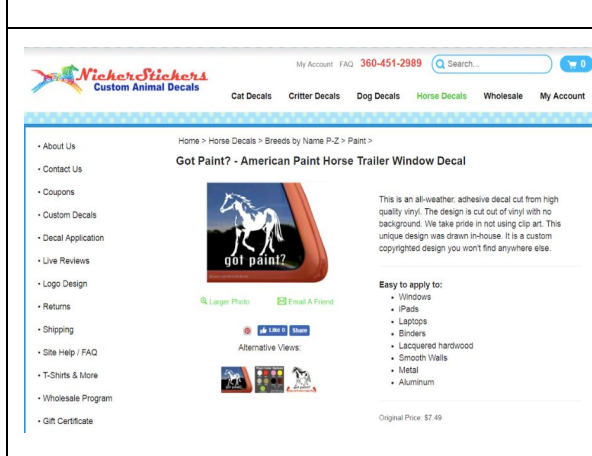 My Account FAQ 360-451-2989 Search... 0
NickerStickers
Custom Animal Decals
Cat Decals Critter Decals Dog Decals Horse Decals Wholesale My Account
Home > Horse Decals > Breeds by Name P-Z > Paint >
Got Paint? - American Paint Horse Trailer Window Decal
• About Us
• Contact Us
• Coupons
• Custom Decals
• Decal Application
• Live Reviews
• Logo Design
• Returns
• Shipping
• Site Help / FAQ
• T-Shirts & More
• Wholesale Program
• Gift Certificate
got paint?
Larger Photo Email A Friend
Like 0 Share
Alternative Views:
This is an all-weather, adhesive decal cut from high
quality vinyl. The design is cut out of vinyl with no
background. We take pride in not using clip art. This
unique design was drawn in-house. It is a custom
copyrighted design you won't find anywhere else.
Easy to apply to:
• Windows
• iPads
• Laptops
• Binders
• Lacquered hardwood
• Smooth Walls
• Metal
• Aluminum
Original Price: $7.49